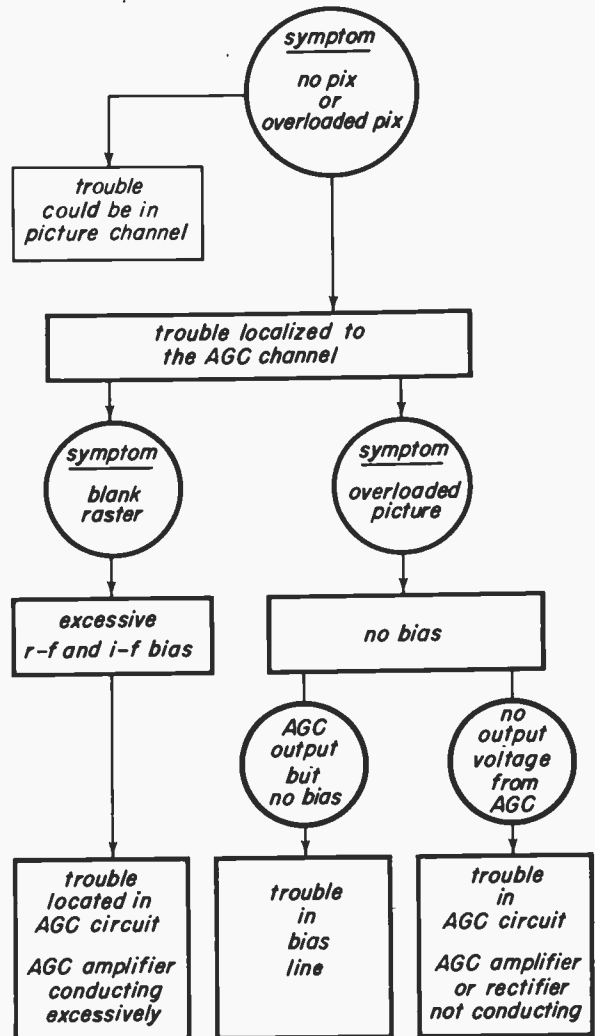 symptom
no pix
or
overloaded pix
trouble
could be in
picture channel
trouble localized to
the AGC channel
symptom
blank
raster
symptom
overloaded
picture
excessive
r-f and i-f bias
no bias
AGC
output
but
no bias
no
output
voltage
from
AGC
trouble
located in
AGC circuit
AGC amplifier
conducting
excessively
trouble
in
bias
line
trouble
in
AGC circuit
AGC amplifier
or rectifier
not conducting